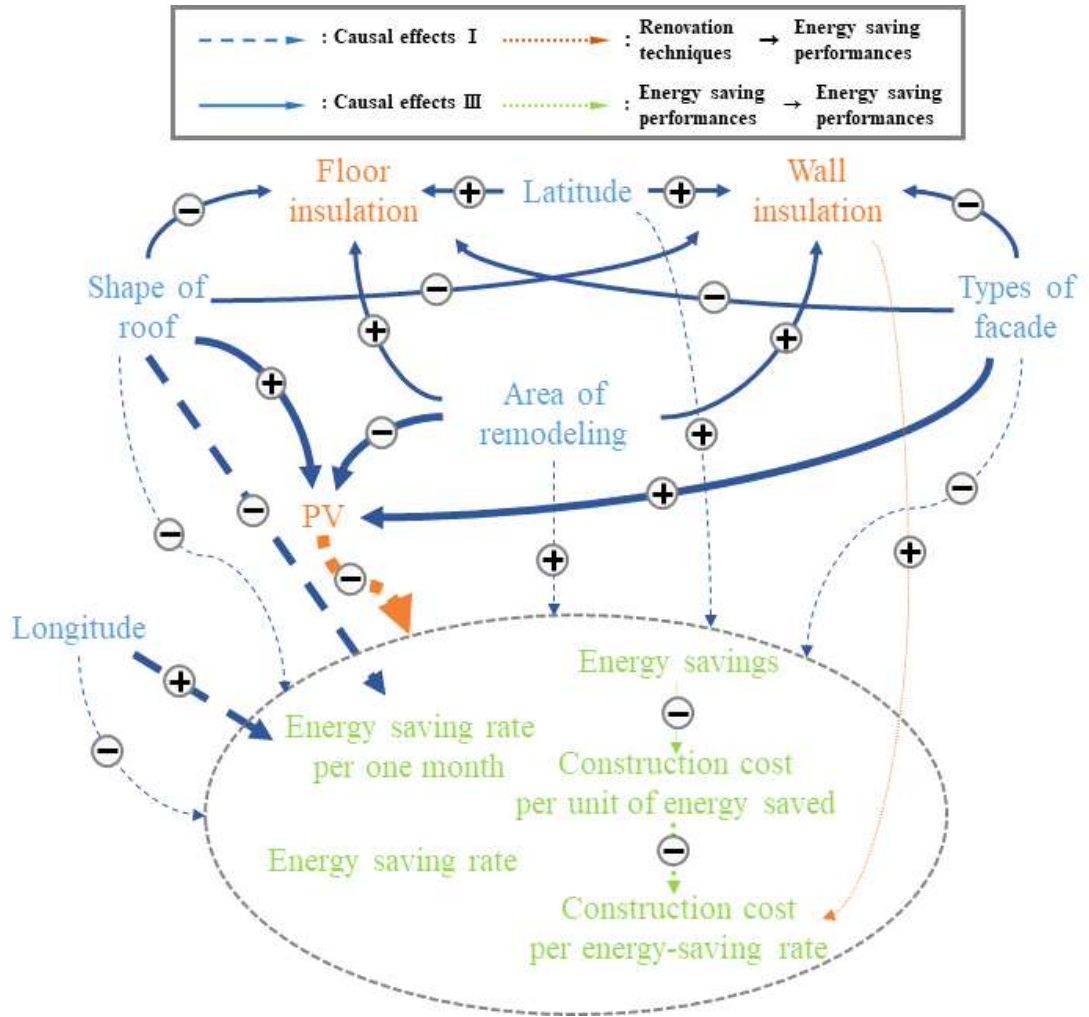 : Causal effects Ⅰ
: Renovation techniques → Energy saving performances
: Causal effects Ⅲ
: Energy saving performances → Energy saving performances
Floor
insulation
+
Latitude
+
Wall
insulation
−
−
Shape of
roof
−
−
Types of
facade
+
+
+
Area of
remodeling
−
+
−
PV
+
−
−
+
+
−
Longitude
+
Energy savings
−
−
Energy saving rate
per one month
Construction cost
per unit of energy saved
−
Energy saving rate
Construction cost
per energy-saving rate